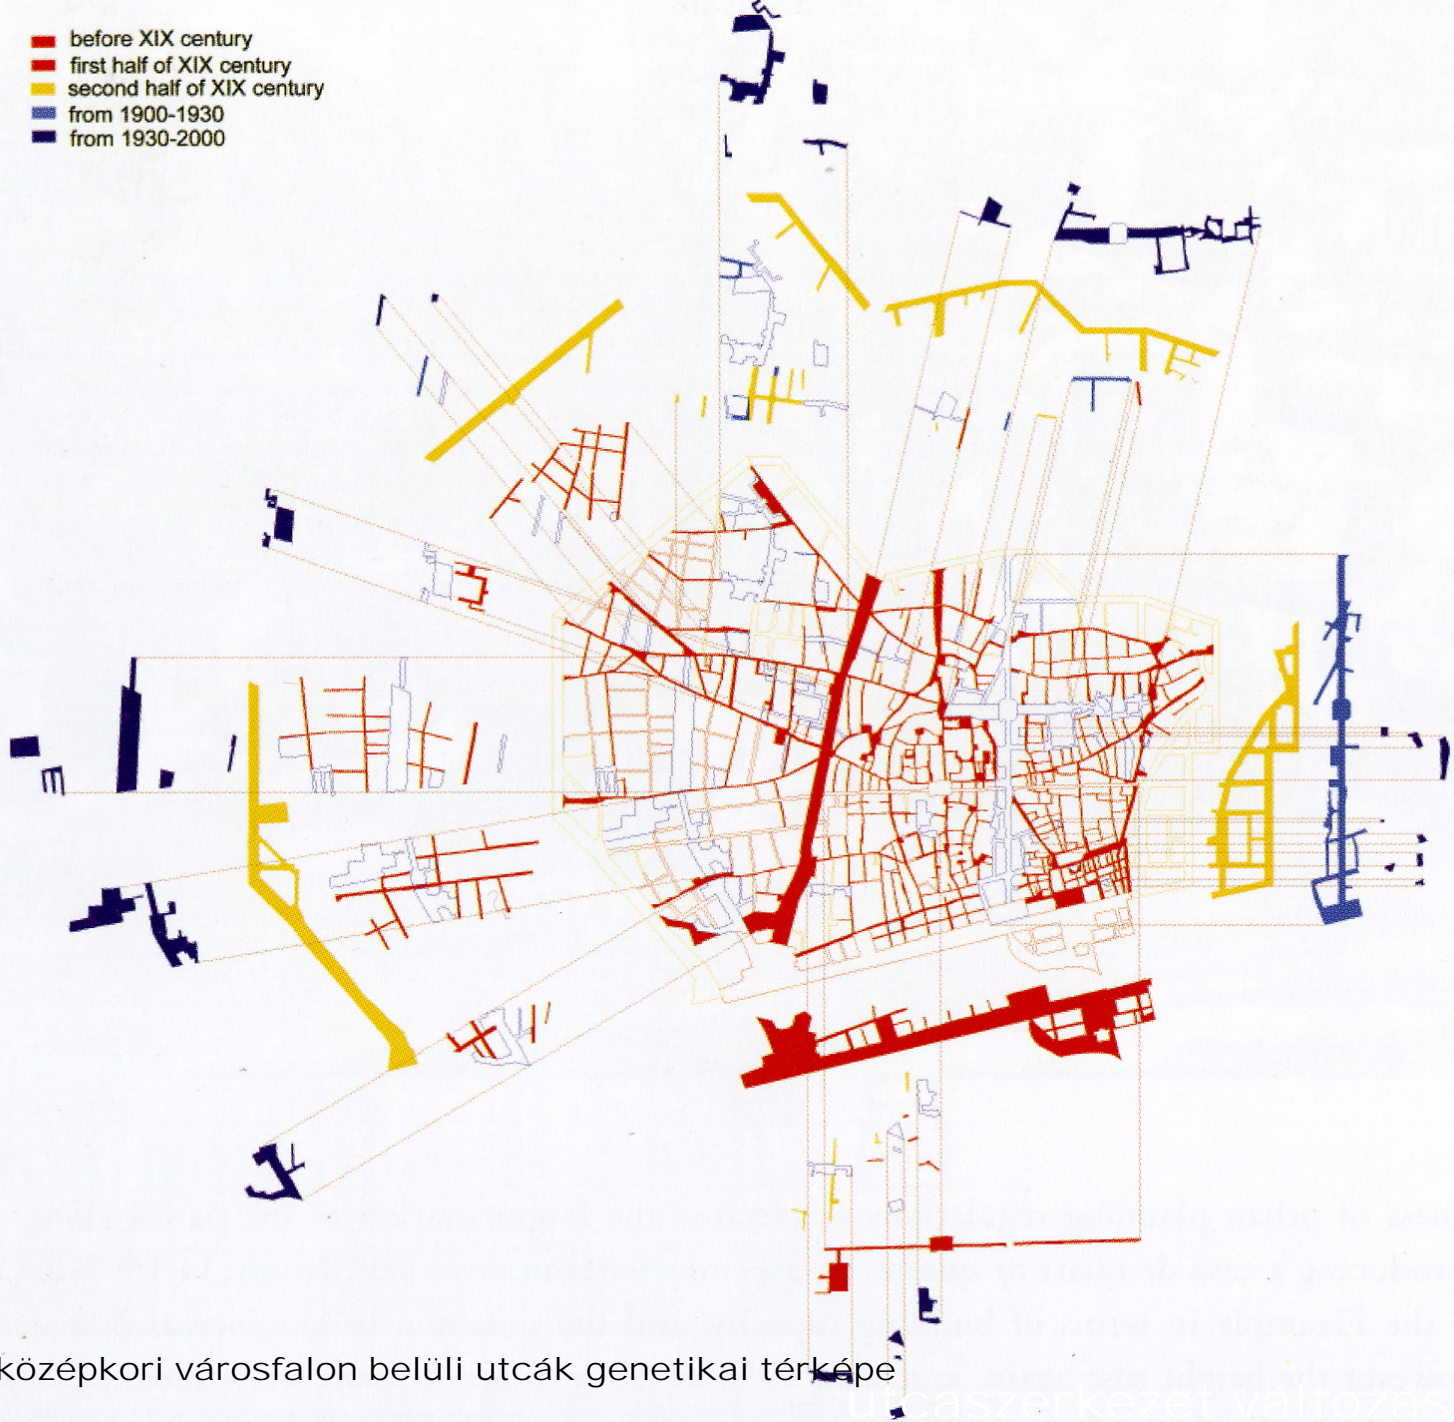 before XIX century
first half of XIX century
second half of XIX century
from 1900-1930
from 1930-2000
középkori városfalon belüli utcák genetikai térképe
utcaszerkezet változás